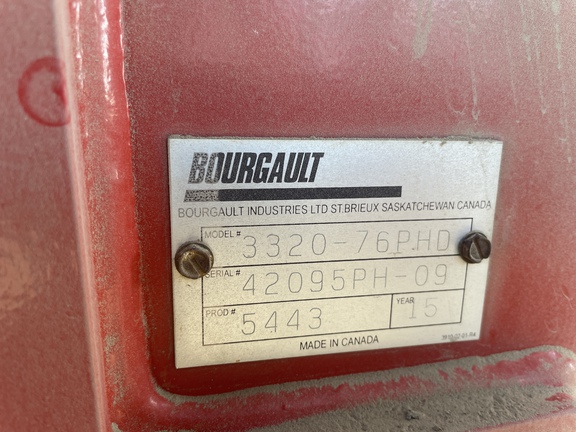 BOURGAULT
BOURGAULT INDUSTRIES LTD ST.BRIEUX SASKATCHEWAN CANADA
MODEL # 3320-76PHD
SERIAL # 42095PH-09
PROD # 5443 YEAR 15
MADE IN CANADA